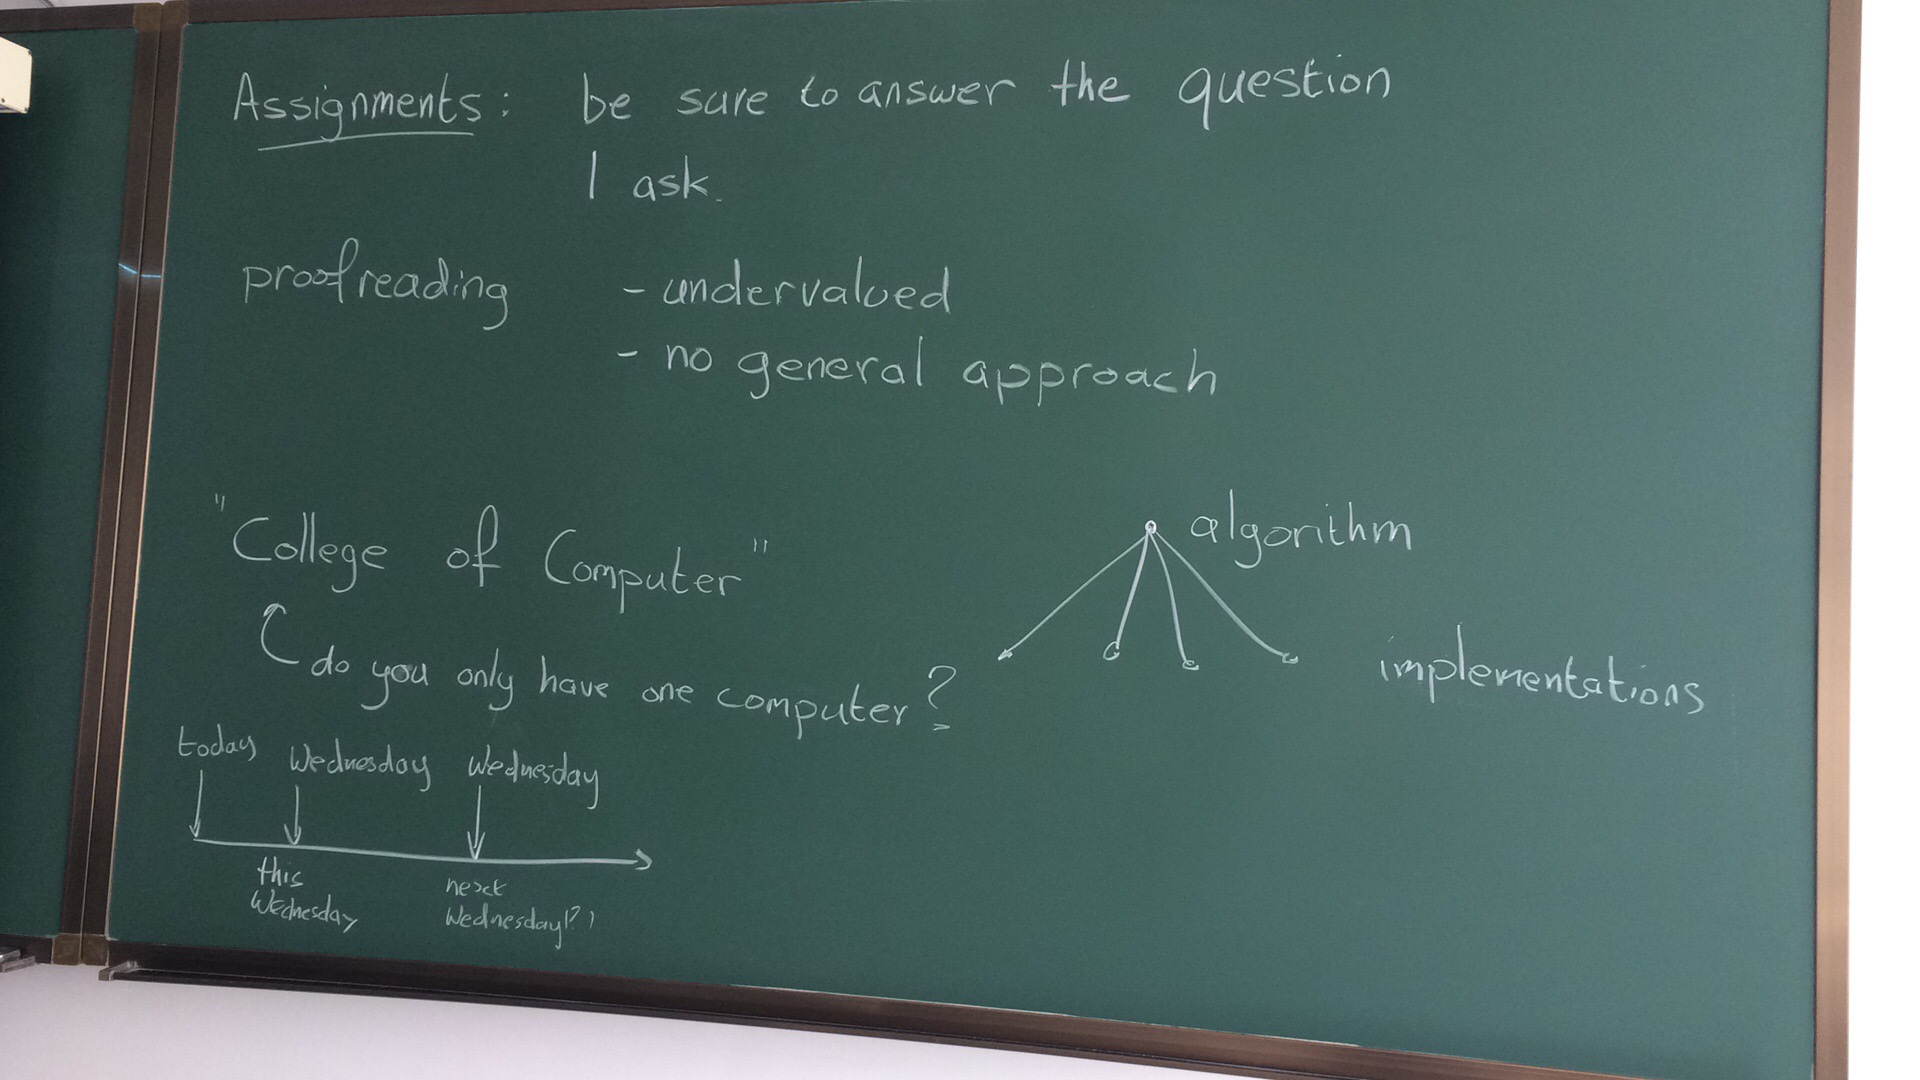 Assignments: be sure to answer the question
I ask.
proofreading - undervalued
- no general approach
"College of Computer"
do you only have one computer?
algorithm
implementations
today Wednesday Wednesday
this
Wednesday
next
Wednesday!?!